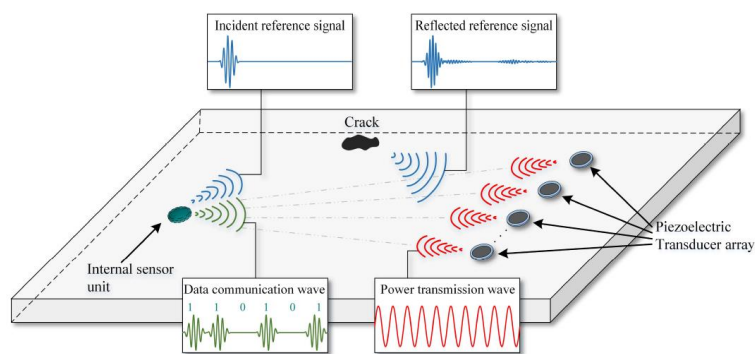 Incident reference signal
Reflected reference signal
Crack
Piezoelectric
Transducer array
Internal sensor
unit
Data communication wave
1 1 0 1 0 1
Power transmission wave